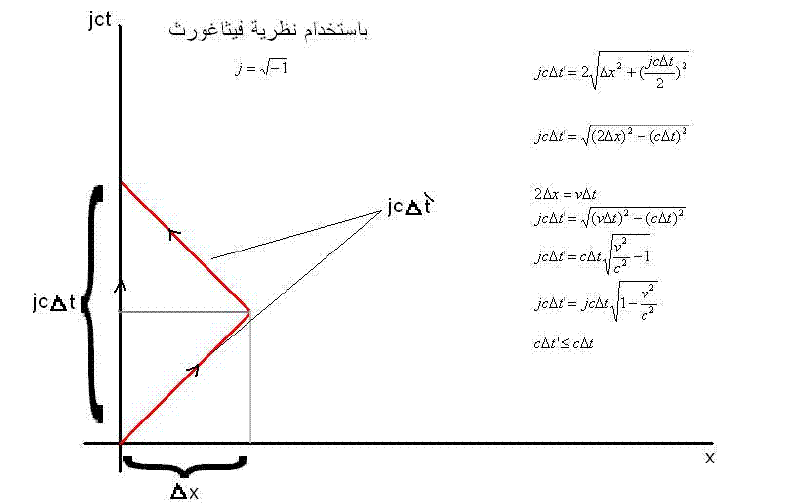 jct
باستخدام نظرية فيثاغورث
j = √−1
jcΔt' = 2√Δx² + (jcΔt/2)²
jcΔt' = √(2Δx)² − (cΔt)²
2Δx = vΔt
jcΔt' = √(vΔt)² − (cΔt)²
jcΔt' = cΔt√v²/c² − 1
jcΔt' = jcΔt√1 − v²/c²
cΔt' ≤ cΔt
jcΔt̀
jcΔt
x
Δx